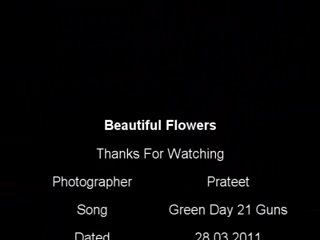 Beautiful Flowers
Thanks For Watching
Photographer Prateet
Song Green Day 21 Guns
Dated 28.03.2011